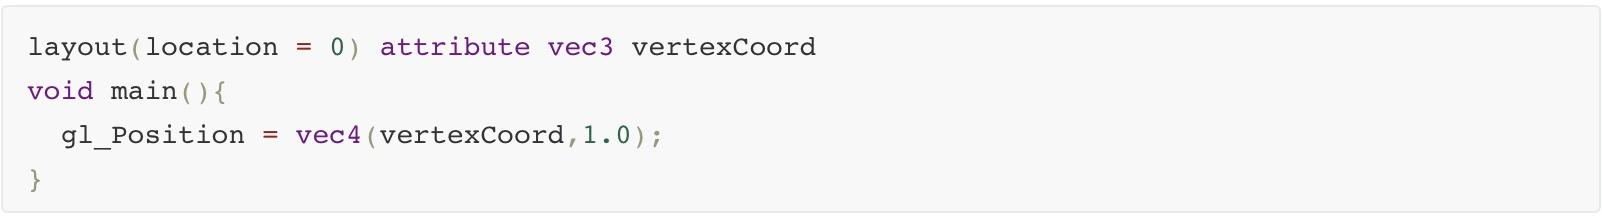 layout(location = 0) attribute vec3 vertexCoord
void main(){
  gl_Position = vec4(vertexCoord,1.0);
}